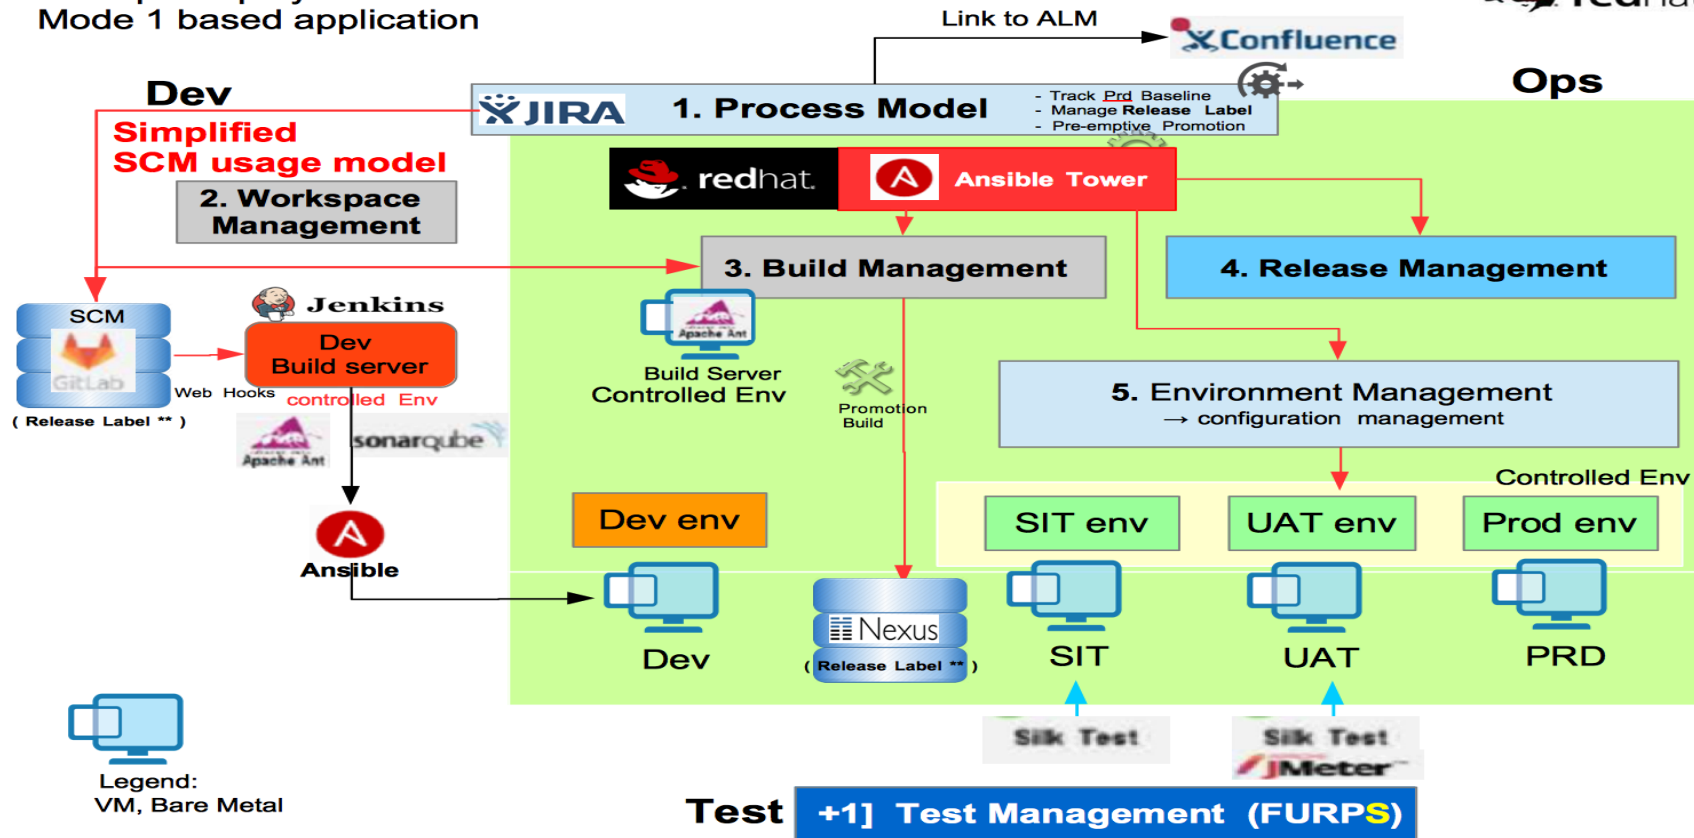 Mode 1 based application
Link to ALM
Confluence
redhat
Dev
Ops
JIRA
1. Process Model
- Track Prd Baseline
- Manage Release Label
- Pre-emptive Promotion
Simplified
SCM usage model
redhat.
Ansible Tower
2. Workspace
Management
3. Build Management
4. Release Management
SCM
GitLab
( Release Label ** )
Jenkins
Dev
Build server
Web Hooks
controlled Env
Apache Ant
sonarqube
Apache Ant
Build Server
Controlled Env
Promotion
Build
5. Environment Management
→ configuration management
Controlled Env
Dev env
SIT env
UAT env
Prod env
Ansible
Dev
Nexus
( Release Label ** )
SIT
UAT
PRD
Silk Test
Silk Test
JMeter
Legend:
VM, Bare Metal
Test
+1] Test Management (FURPS)